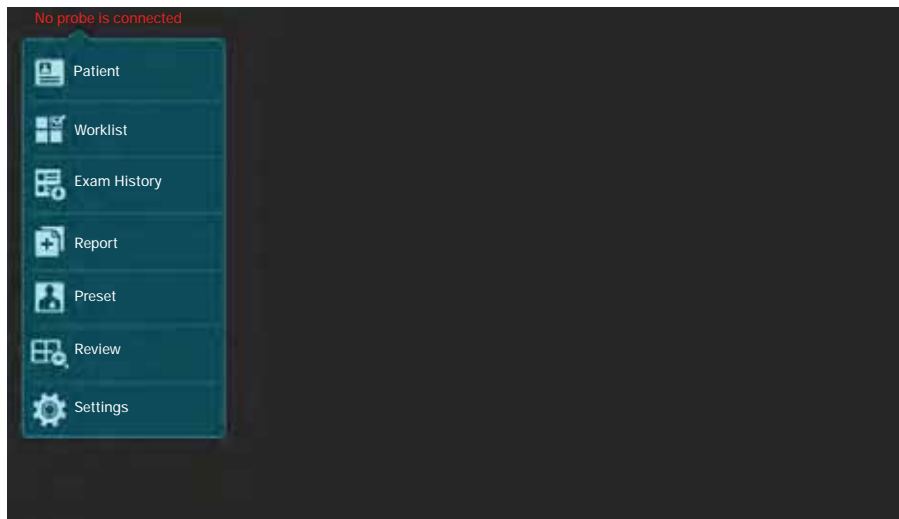 No probe is connected
Patient
Worklist
Exam History
Report
Preset
Review
Settings